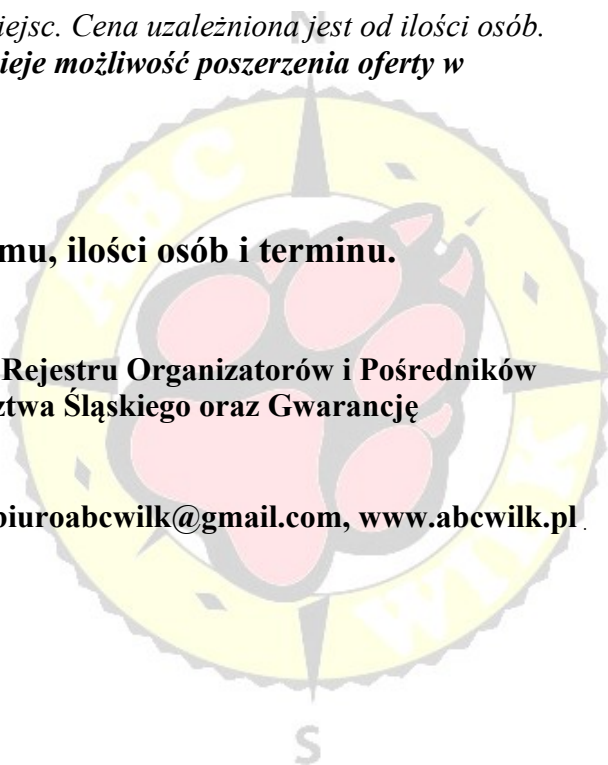 N
iejsc. Cena uzależniona jest od ilości osób.
ieje możliwość poszerzenia oferty w
ABC
mu, ilości osób i terminu.
Rejestru Organizatorów i Pośredników
ztwa Śląskiego oraz Gwarancję
biuroabcwilk@gmail.com, www.abcwilk.pl .
WILK
S